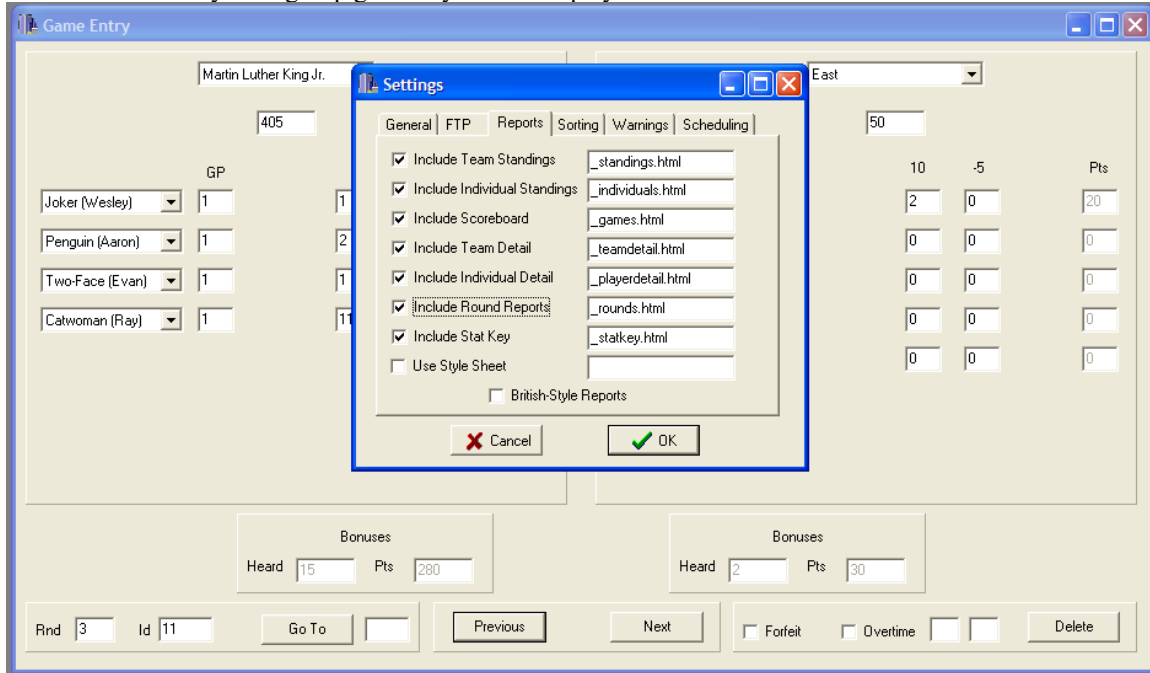 Game Entry
Martin Luther King Jr.
East
405
50
GP
10 -5 Pts
Joker (Wesley) 1 1 2 0 20
Penguin (Aaron) 1 2 0 0 0
Two-Face (Evan) 1 1 0 0 0
Catwoman (Ray) 1 11 0 0 0
0 0 0
Settings
General FTP Reports Sorting Warnings Scheduling
Include Team Standings _standings.html
Include Individual Standings _individuals.html
Include Scoreboard _games.html
Include Team Detail _teamdetail.html
Include Individual Detail _playerdetail.html
Include Round Reports _rounds.html
Include Stat Key _statkey.html
Use Style Sheet
British-Style Reports
Cancel OK
Bonuses
Heard 15 Pts 280
Bonuses
Heard 2 Pts 30
Rnd 3 Id 11 Go To Previous Next Forfeit Overtime Delete